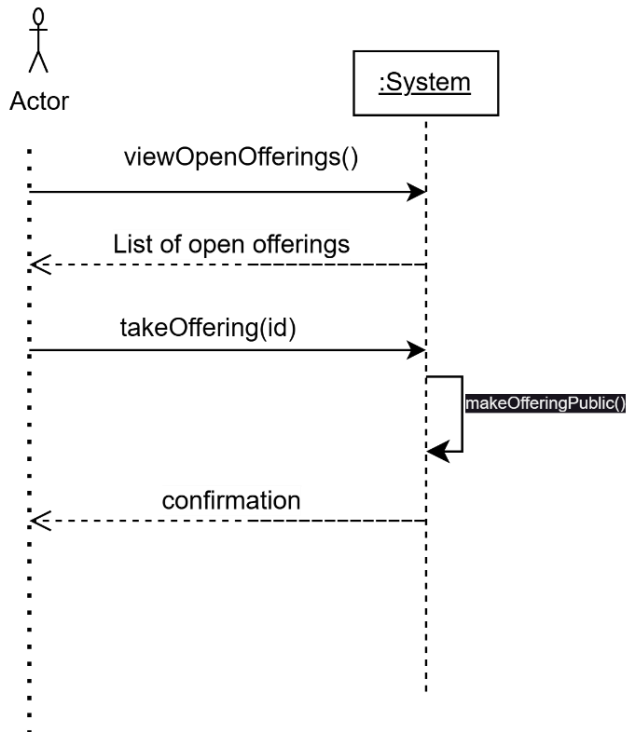 Actor
:System
viewOpenOfferings()
List of open offerings
takeOffering(id)
makeOfferingPublic()
confirmation